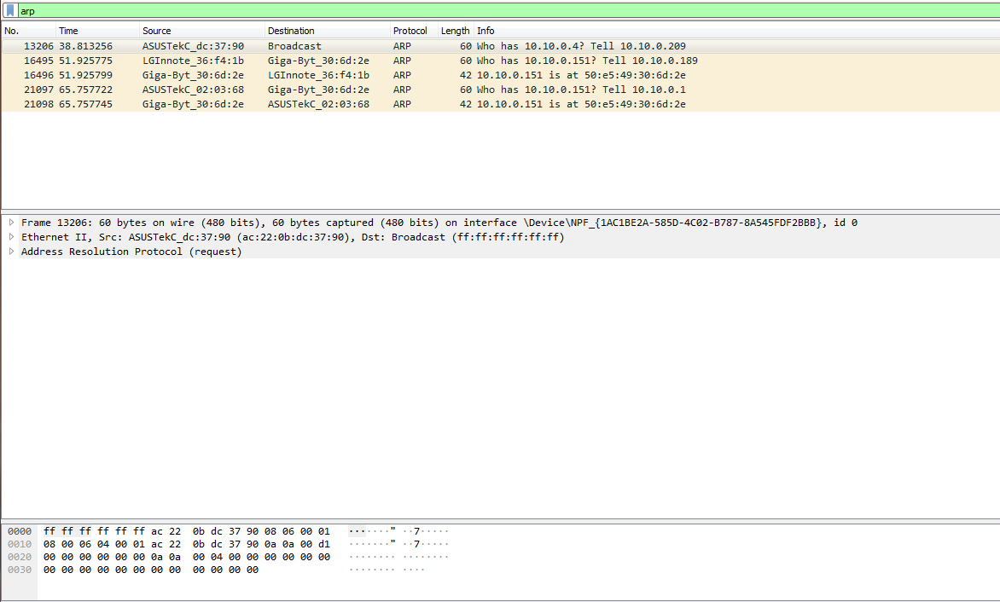 arp
No. Time Source Destination Protocol Length Info
13206 38.813256 ASUSTekC_dc:37:90 Broadcast ARP 60 Who has 10.10.0.4? Tell 10.10.0.209
16495 51.925775 LGInnote_36:f4:1b Giga-Byt_30:6d:2e ARP 60 Who has 10.10.0.151? Tell 10.10.0.189
16496 51.925799 Giga-Byt_30:6d:2e LGInnote_36:f4:1b ARP 42 10.10.0.151 is at 50:e5:49:30:6d:2e
21097 65.757722 ASUSTekC_02:03:68 Giga-Byt_30:6d:2e ARP 60 Who has 10.10.0.151? Tell 10.10.0.1
21098 65.757745 Giga-Byt_30:6d:2e ASUSTekC_02:03:68 ARP 42 10.10.0.151 is at 50:e5:49:30:6d:2e
Frame 13206: 60 bytes on wire (480 bits), 60 bytes captured (480 bits) on interface \Device\NPF_{1AC1BE2A-585D-4C02-B787-8A545FDF2BBB}, id 0
Ethernet II, Src: ASUSTekC_dc:37:90 (ac:22:0b:dc:37:90), Dst: Broadcast (ff:ff:ff:ff:ff:ff)
Address Resolution Protocol (request)
0000 ff ff ff ff ff ff ac 22 0b dc 37 90 08 06 00 01 ·······" ··7·····
0010 08 00 06 04 00 01 ac 22 0b dc 37 90 0a 0a 00 d1 ·······" ··7·····
0020 00 00 00 00 00 00 0a 0a 00 04 00 00 00 00 00 00 ········ ········
0030 00 00 00 00 00 00 00 00 00 00 00 00 ········ ····